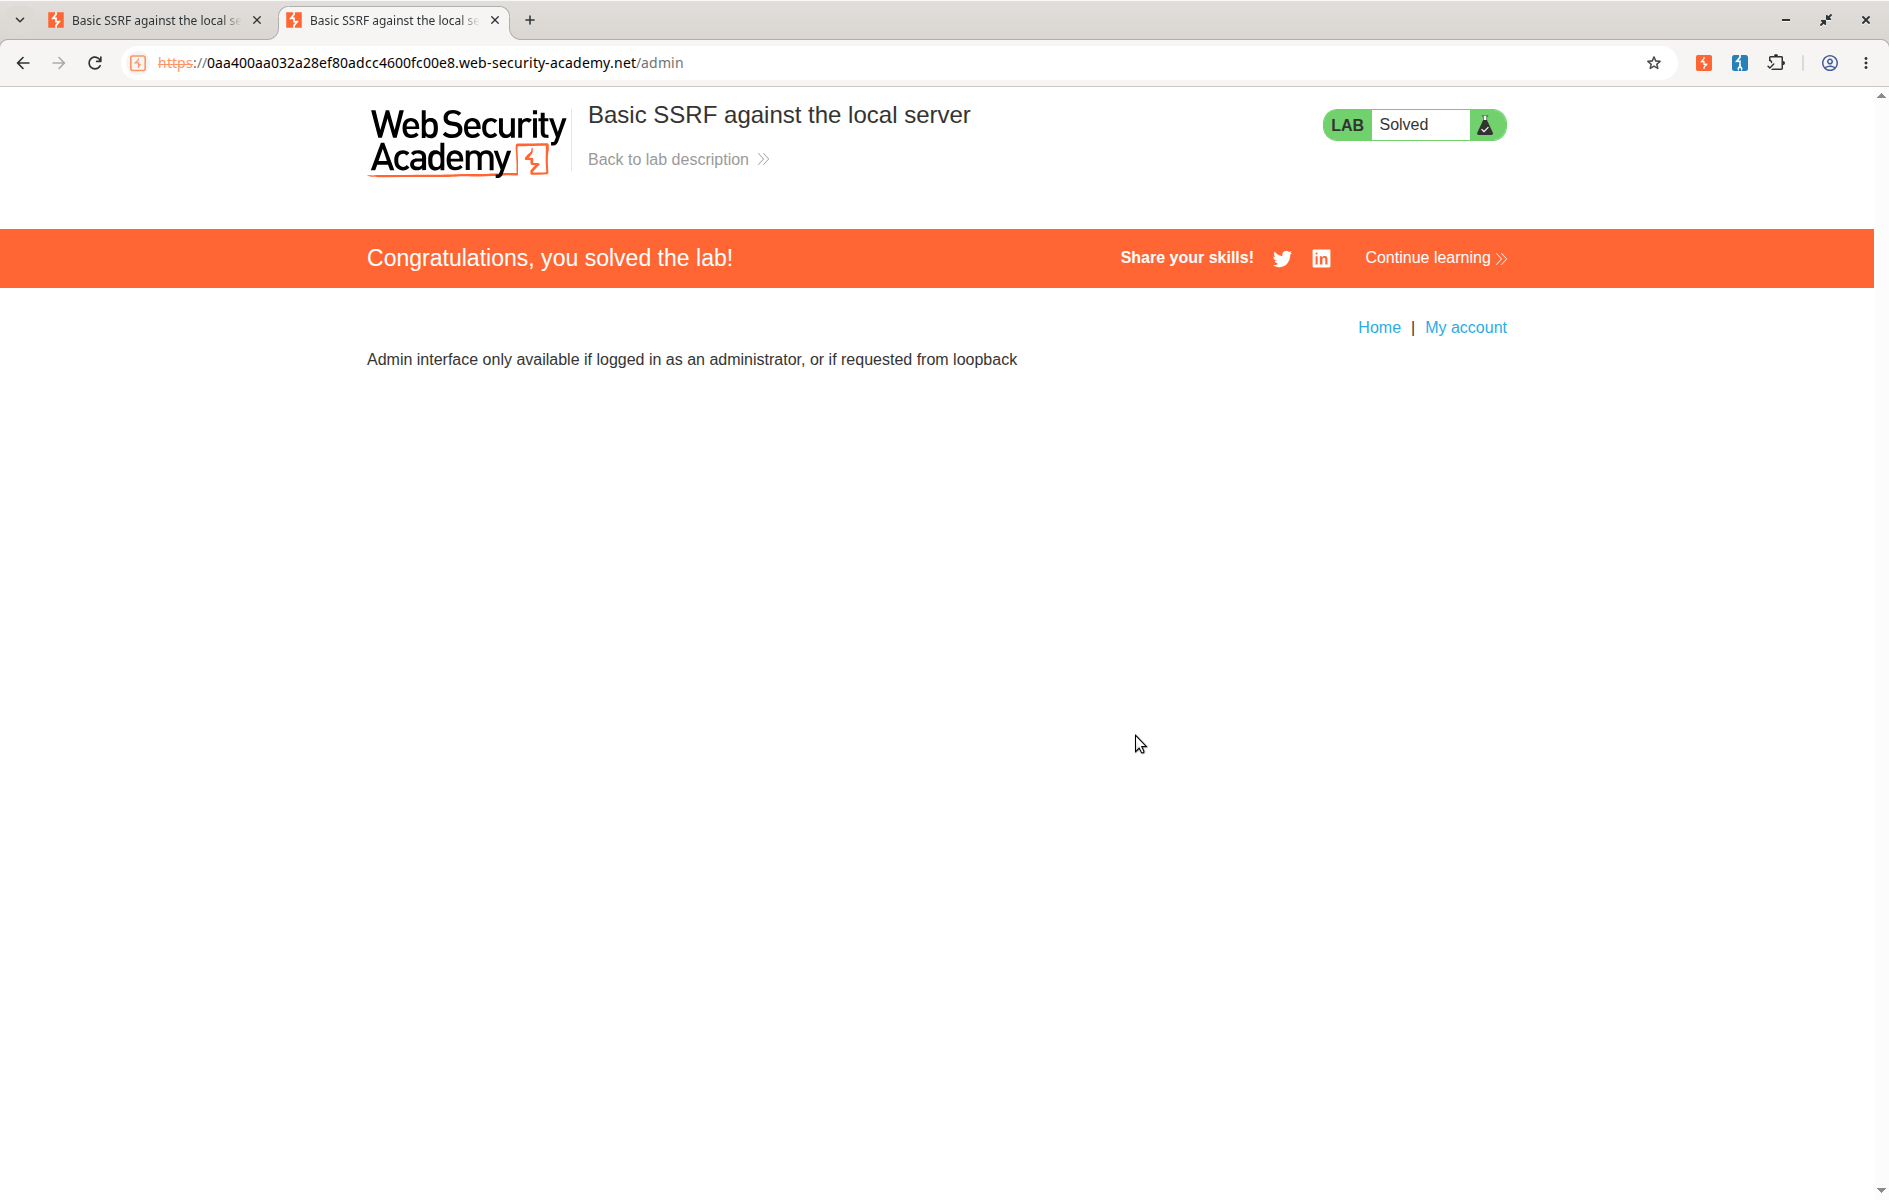 Basic SSRF against the local se
Basic SSRF against the local se
https://0aa400aa032a28ef80adcc4600fc00e8.web-security-academy.net/admin
Web Security
Academy
Basic SSRF against the local server
Back to lab description
LAB Solved
Congratulations, you solved the lab!
Share your skills!
in
Continue learning
Home | My account
Admin interface only available if logged in as an administrator, or if requested from loopback